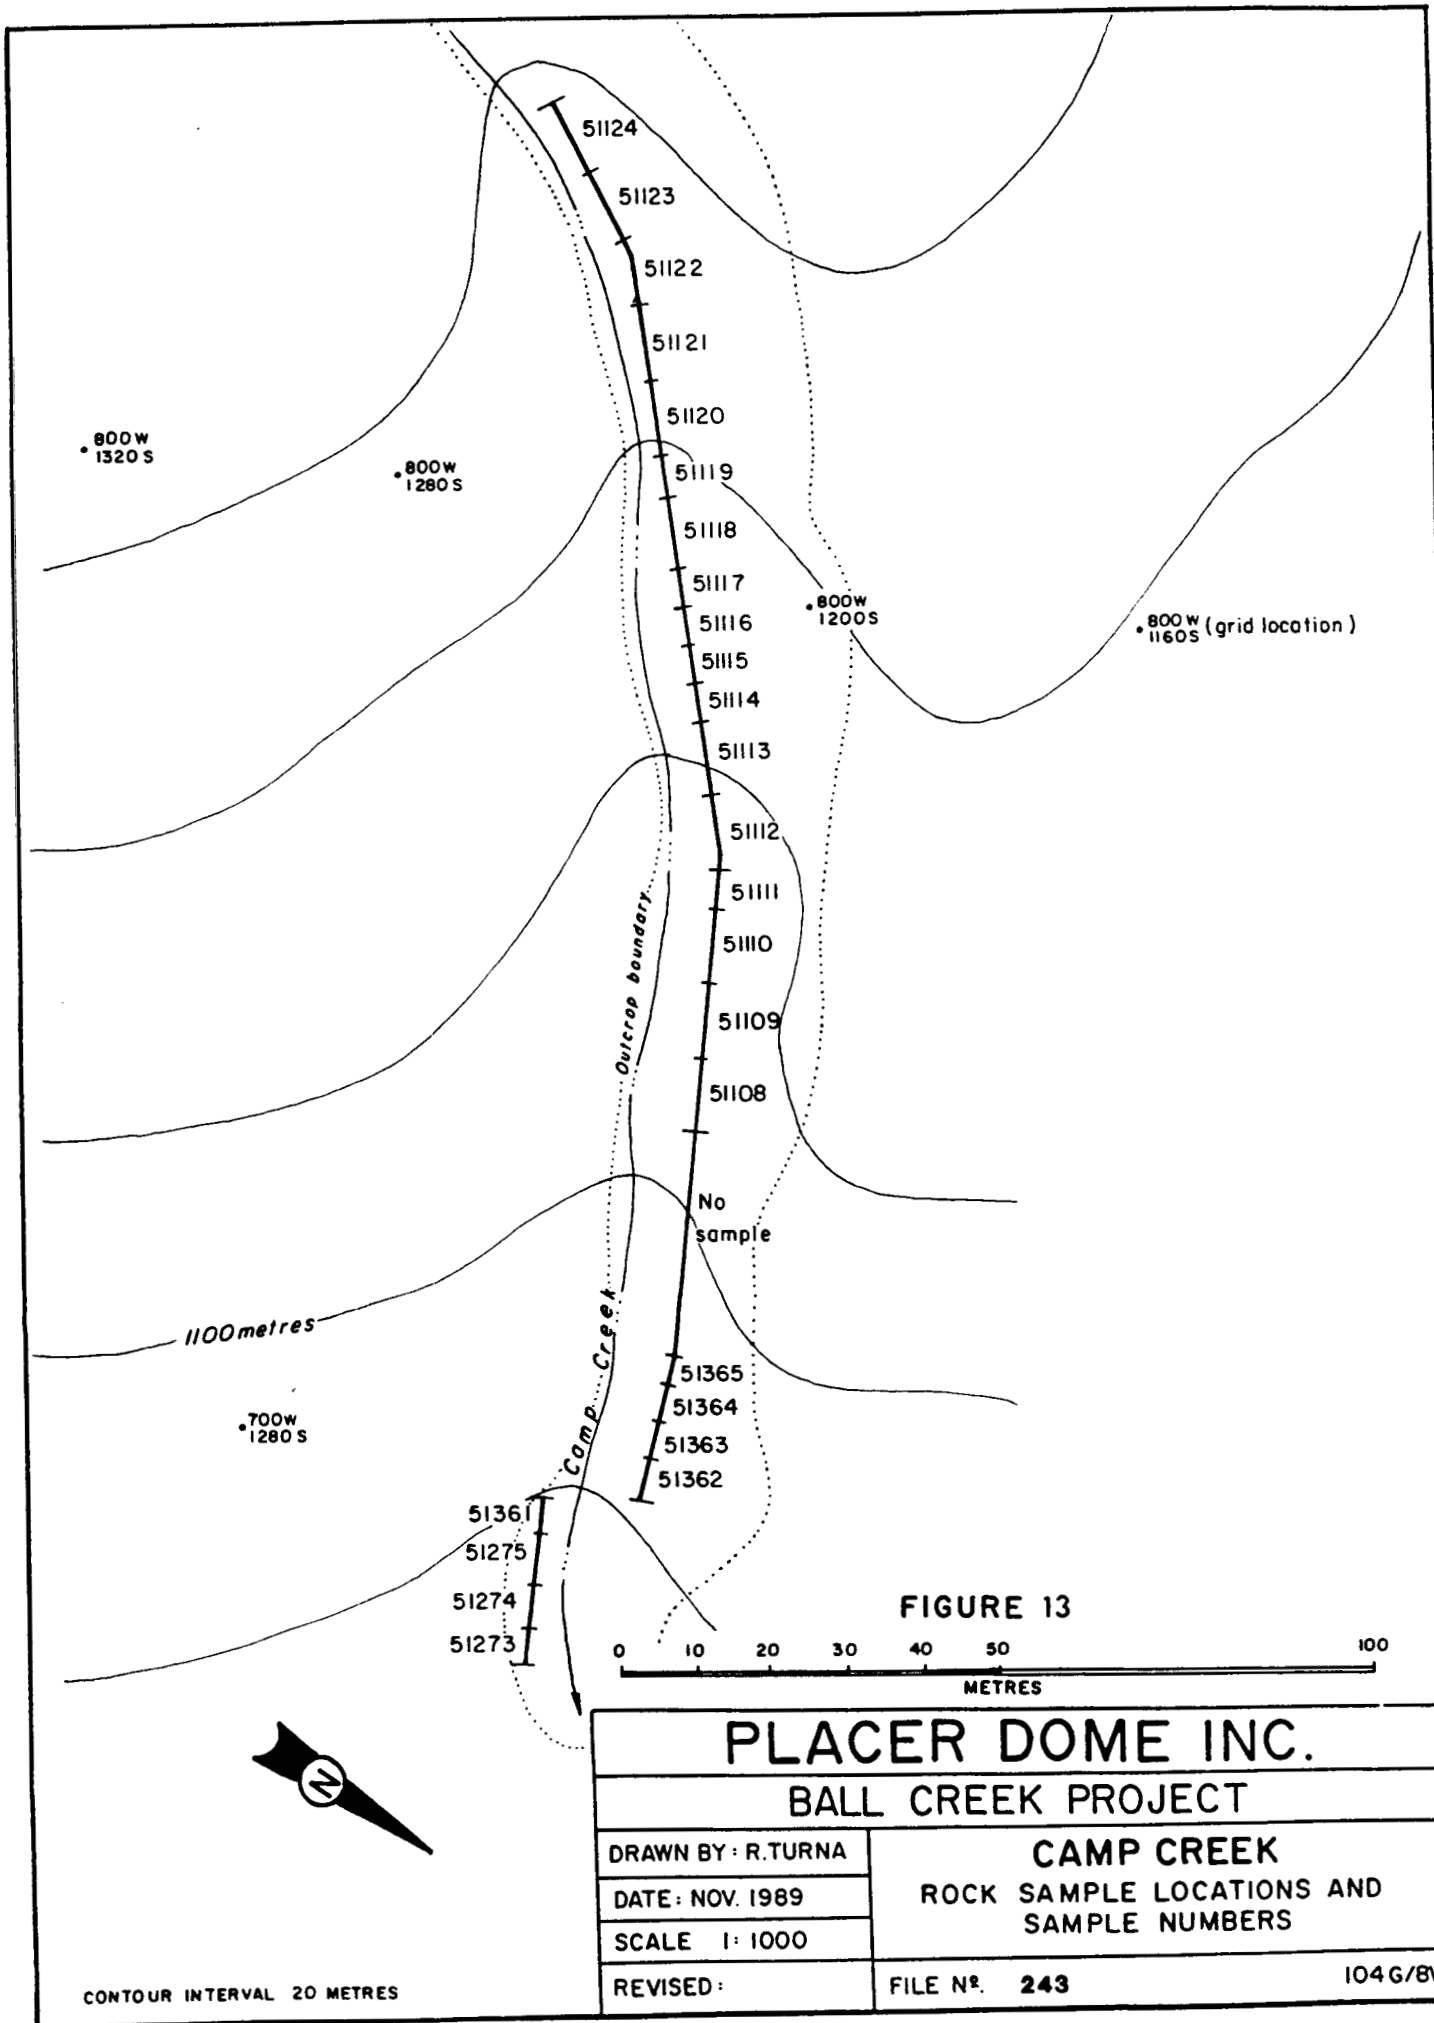 51124
51123
51122
51121
51120
800W
1320S
800W
1280S
51119
51118
51117
800W
1200S
51116
800W (grid location)
1160S
51115
51114
51113
51112
51111
51110
Outcrop boundary
51109
51108
No
sample
1100 metres
Camp Creek
51365
51364
700W
1280S
51363
51362
51361
51275
51274
51273
FIGURE 13
0 10 20 30 40 50 100
METRES
N
PLACER DOME INC.
BALL CREEK PROJECT
DRAWN BY: R.TURNA
DATE: NOV. 1989
SCALE 1:1000
REVISED:
CAMP CREEK
ROCK SAMPLE LOCATIONS AND
SAMPLE NUMBERS
FILE Nº. 243
CONTOUR INTERVAL 20 METRES